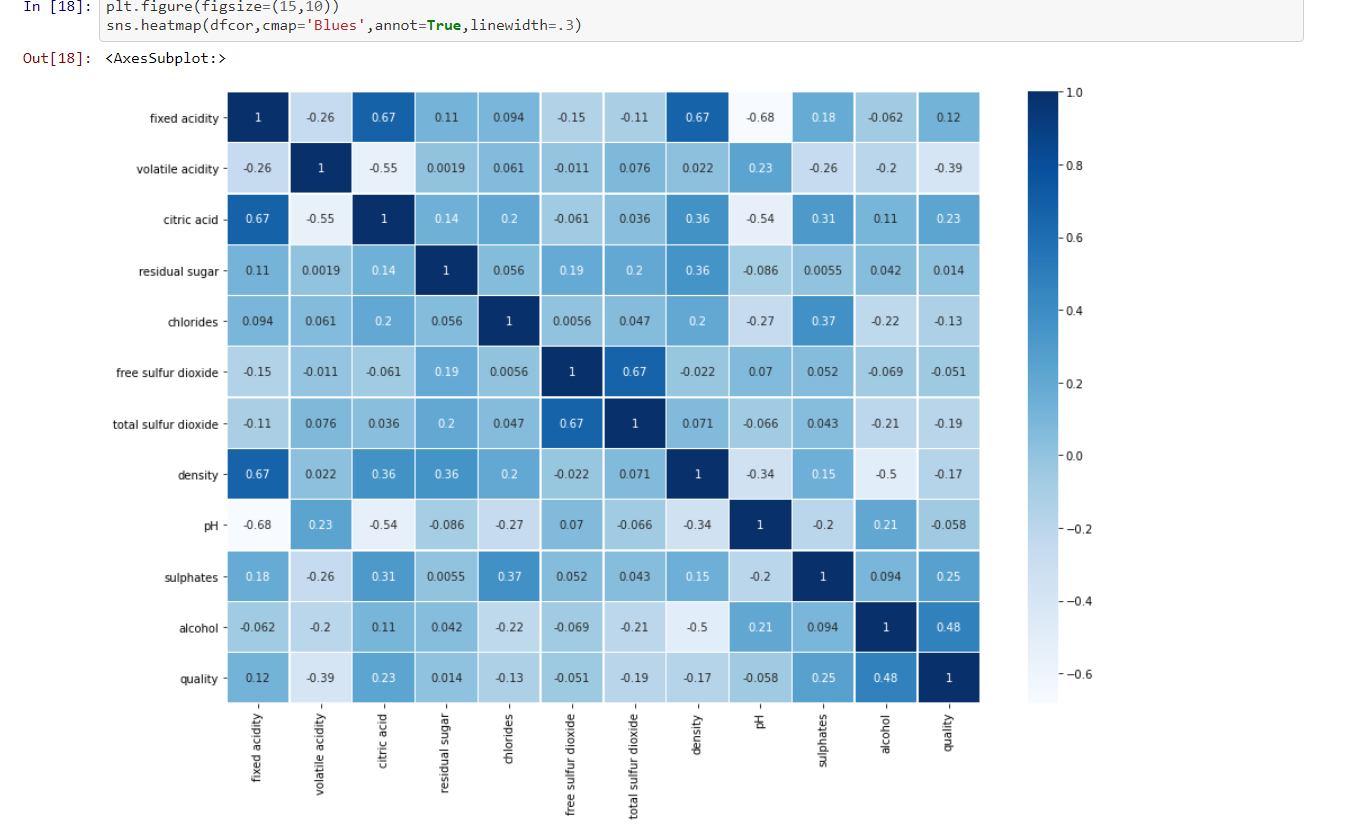 In [18]: plt.figure(figsize=(15,10))
sns.heatmap(dfcor,cmap='Blues',annot=True,linewidth=.3)
Out[18]: <AxesSubplot:>
fixed acidity 1 -0.26 0.67 0.11 0.094 -0.15 -0.11 0.67 -0.68 0.18 -0.062 0.12
volatile acidity -0.26 1 -0.55 0.0019 0.061 -0.011 0.076 0.022 0.23 -0.26 -0.2 -0.39
citric acid 0.67 -0.55 1 0.14 0.2 -0.061 0.036 0.36 -0.54 0.31 0.11 0.23
residual sugar 0.11 0.0019 0.14 1 0.056 0.19 0.2 0.36 -0.086 0.0055 0.042 0.014
chlorides 0.094 0.061 0.2 0.056 1 0.0056 0.047 0.2 -0.27 0.37 -0.22 -0.13
free sulfur dioxide -0.15 -0.011 -0.061 0.19 0.0056 1 0.67 -0.022 0.07 0.052 -0.069 -0.051
total sulfur dioxide -0.11 0.076 0.036 0.2 0.047 0.67 1 0.071 -0.066 0.043 -0.21 -0.19
density 0.67 0.022 0.36 0.36 0.2 -0.022 0.071 1 -0.34 0.15 -0.5 -0.17
pH -0.68 0.23 -0.54 -0.086 -0.27 0.07 -0.066 -0.34 1 -0.2 0.21 -0.058
sulphates 0.18 -0.26 0.31 0.0055 0.37 0.052 0.043 0.15 -0.2 1 0.094 0.25
alcohol -0.062 -0.2 0.11 0.042 -0.22 -0.069 -0.21 -0.5 0.21 0.094 1 0.48
quality 0.12 -0.39 0.23 0.014 -0.13 -0.051 -0.19 -0.17 -0.058 0.25 0.48 1
fixed acidity
volatile acidity
citric acid
residual sugar
chlorides
free sulfur dioxide
total sulfur dioxide
density
pH
sulphates
alcohol
quality
1.0
0.8
0.6
0.4
0.2
0.0
−0.2
−0.4
−0.6